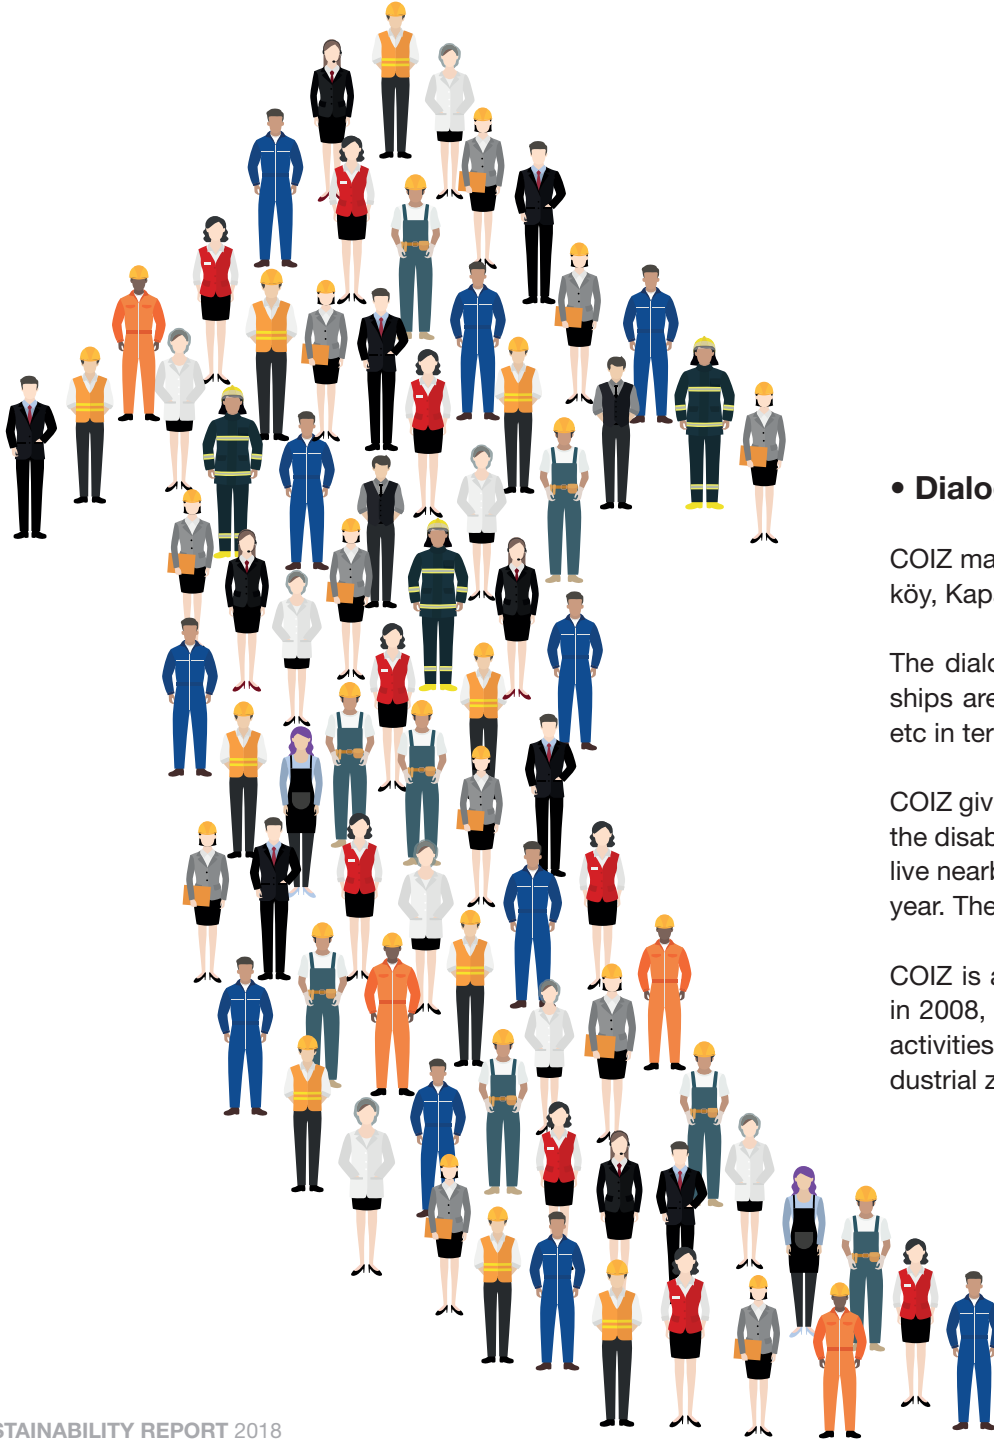 • Dialo
COIZ ma
köy, Kap
The dialo
ships are
etc in ter
COIZ giv
the disab
live nearb
year. The
COIZ is a
in 2008,
activities
dustrial z
STAINABILITY REPORT 2018